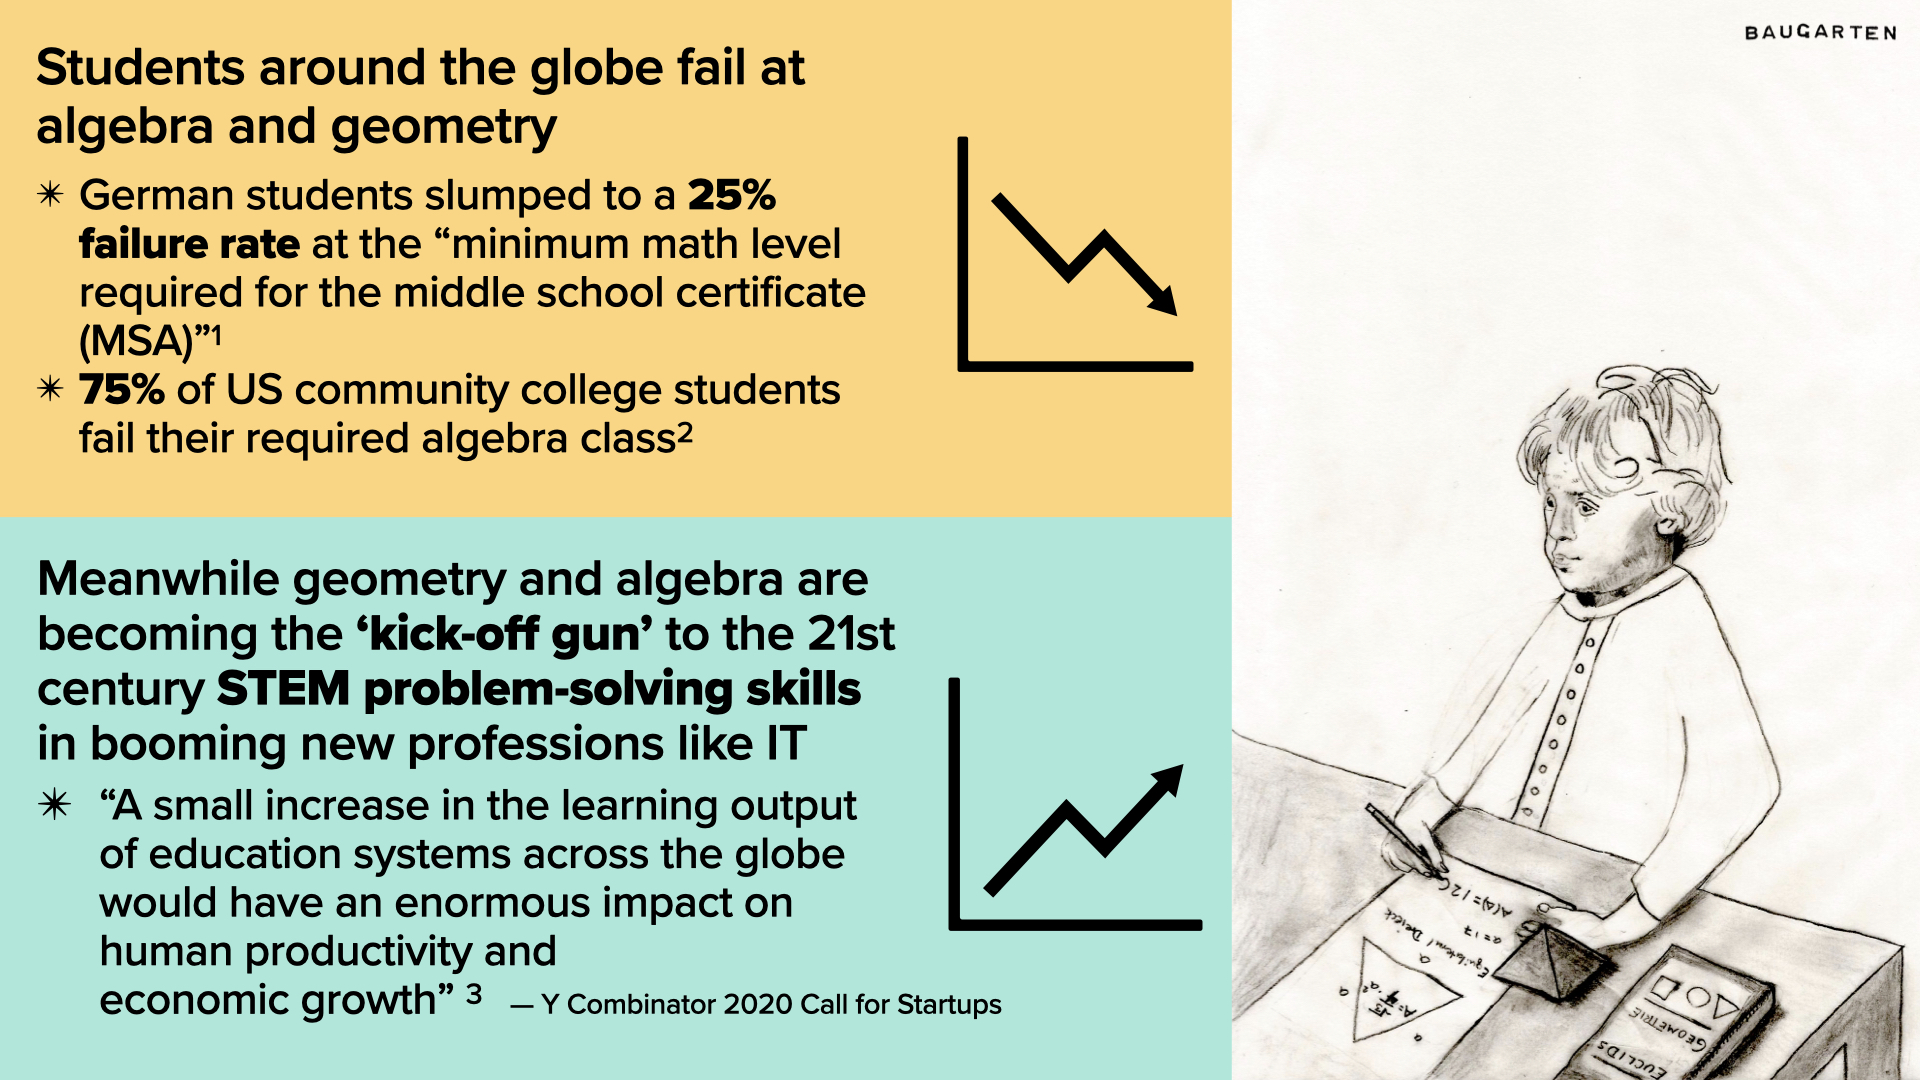 Students around the globe fail at
algebra and geometry
✴ German students slumped to a 25%
failure rate at the “minimum math level
required for the middle school certificate
(MSA)”¹
✴ 75% of US community college students
fail their required algebra class²
Meanwhile geometry and algebra are
becoming the ‘kick-off gun’ to the 21st
century STEM problem-solving skills
in booming new professions like IT
✴ “A small increase in the learning output
of education systems across the globe
would have an enormous impact on
human productivity and
economic growth” ³ — Y Combinator 2020 Call for Startups
BAUGARTEN
a=17
a
a
a
EUCLIDS
GEOMETRIE